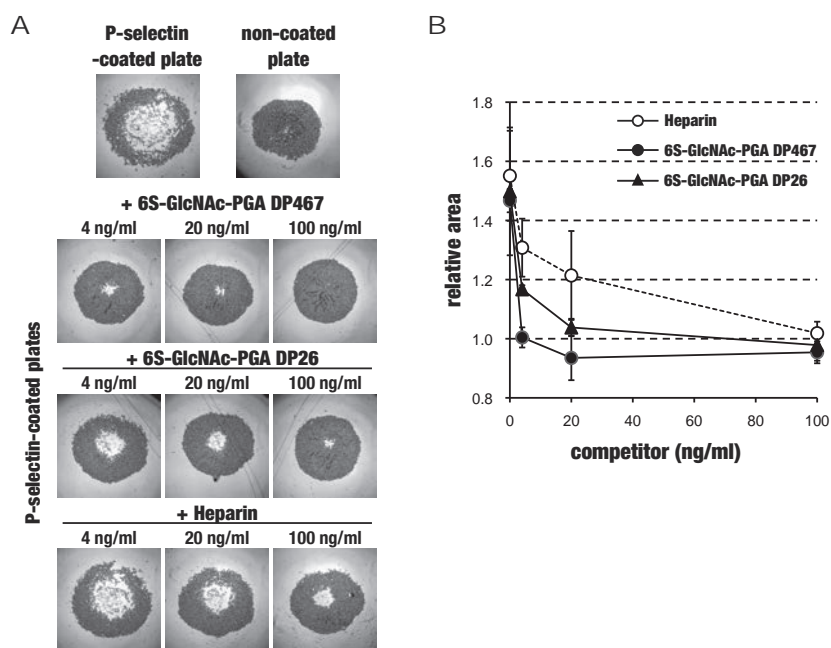 A
P-selectin
-coated plate
non-coated
plate
+ 6S-GlcNAc-PGA DP467
4 ng/ml 20 ng/ml 100 ng/ml
+ 6S-GlcNAc-PGA DP26
4 ng/ml 20 ng/ml 100 ng/ml
+ Heparin
4 ng/ml 20 ng/ml 100 ng/ml
P-selectin-coated plates
B
1.8
1.6
1.4
1.2
1.0
0.8
relative area
Heparin
6S-GlcNAc-PGA DP467
6S-GlcNAc-PGA DP26
0 20 40 60 80 100
competitor (ng/ml)